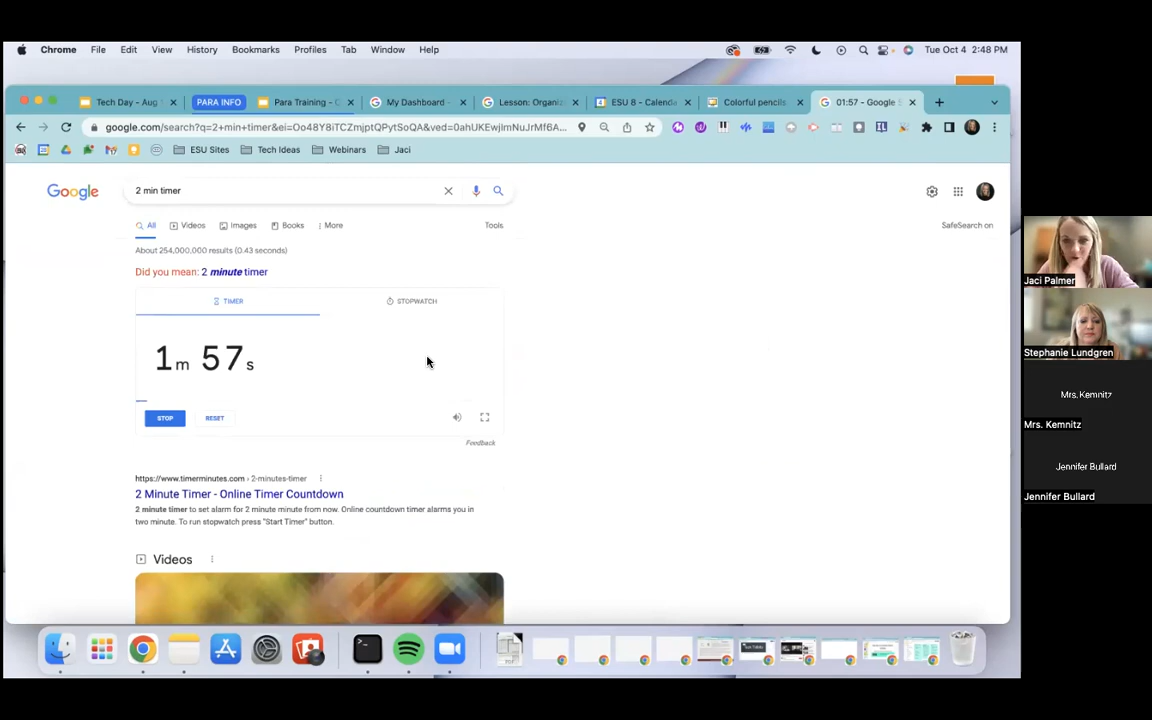 Chrome File Edit View History Bookmarks Profiles Tab Window Help Tue Oct 4 2:48 PM
Tech Day - Aug PARA INFO Para Training - C My Dashboard - Lesson: Organiz ESU 8 - Calenda Colorful pencils 01:57 - Google S
google.com/search?q=2+min+timer&ei=Oo48Y8iTCZmjptQPytSoQA&ved=0ahUKEwjlmNuJrMf6A...
ESU Sites Tech Ideas Webinars Jaci
Google 2 min timer
All Videos Images Books More Tools SafeSearch on
About 254,000,000 results (0.43 seconds)
Did you mean: 2 minute timer
TIMER STOPWATCH
1m 57s
STOP RESET
Feedback
https://www.timerminutes.com › 2-minutes-timer
2 Minute Timer - Online Timer Countdown
2 minute timer to set alarm for 2 minute minute from now. Online countdown timer alarms you in
two minute. To run stopwatch press "Start Timer" button.
Videos
Jaci Palmer
Stephanie Lundgren
Mrs. Kemnitz
Mrs. Kemnitz
Jennifer Bullard
Jennifer Bullard